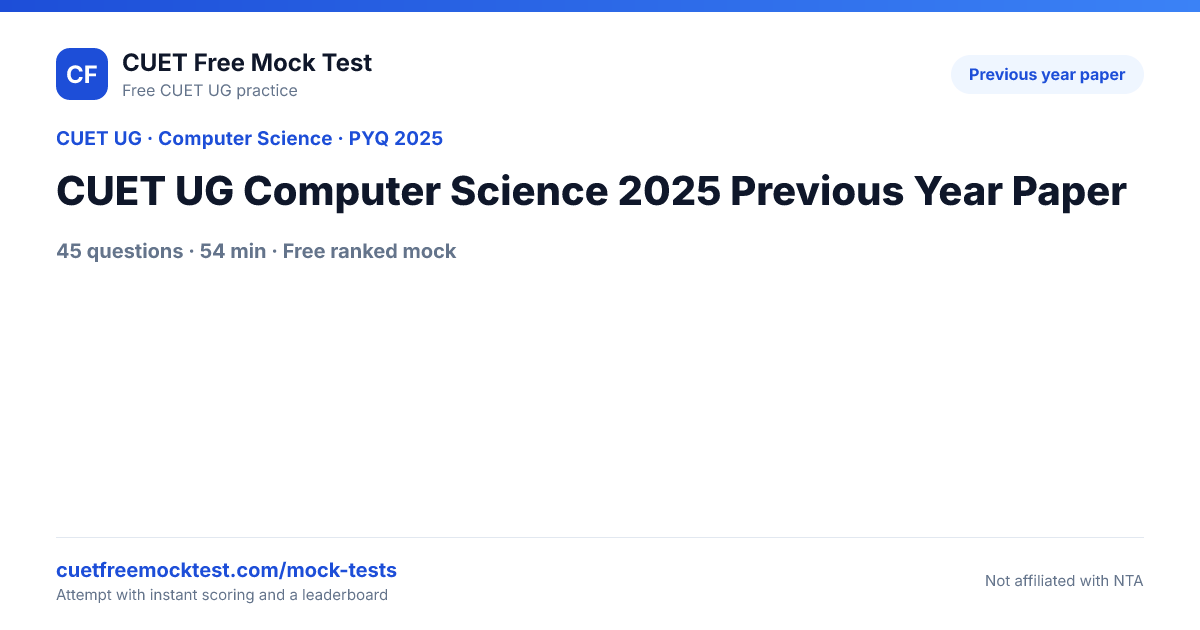 CF
CUET Free Mock Test
Free CUET UG practice
Previous year paper
CUET UG · Computer Science · PYQ 2025
CUET UG Computer Science 2025 Previous Year Paper
45 questions · 54 min · Free ranked mock
cuetfreemocktest.com/mock-tests
Attempt with instant scoring and a leaderboard
Not affiliated with NTA